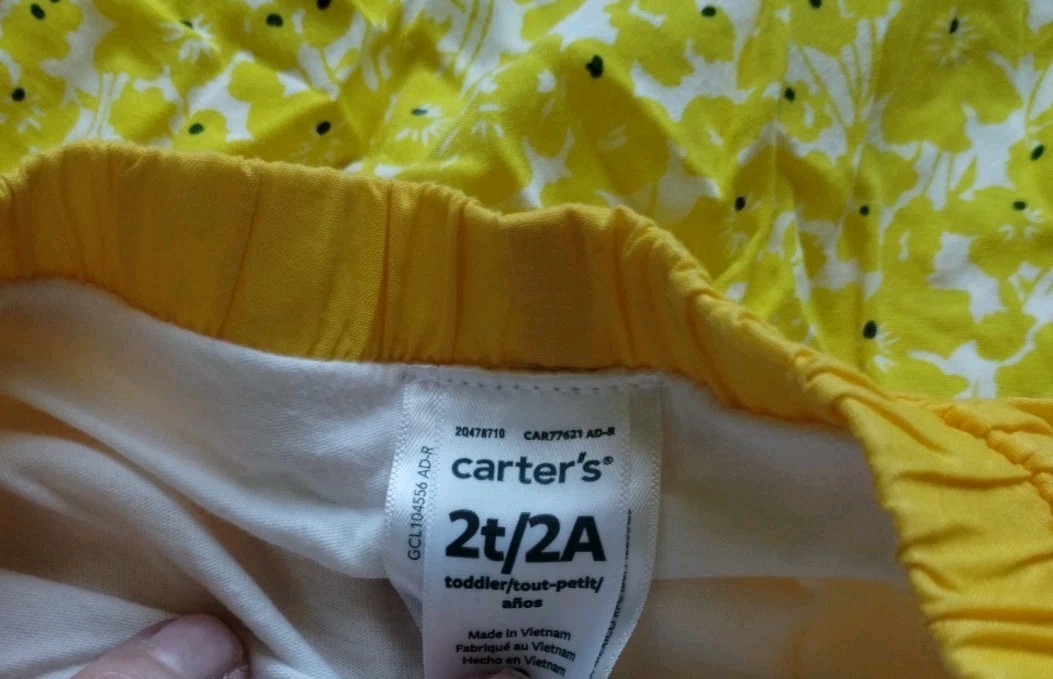 20478710 CAR77621 AD-R
carter's®
2t/2A
toddler/tout-petit/
años
Made in Vietnam
Fabriqué au Vietnam
Hecho en Vietnam
GCL104556 AD-R